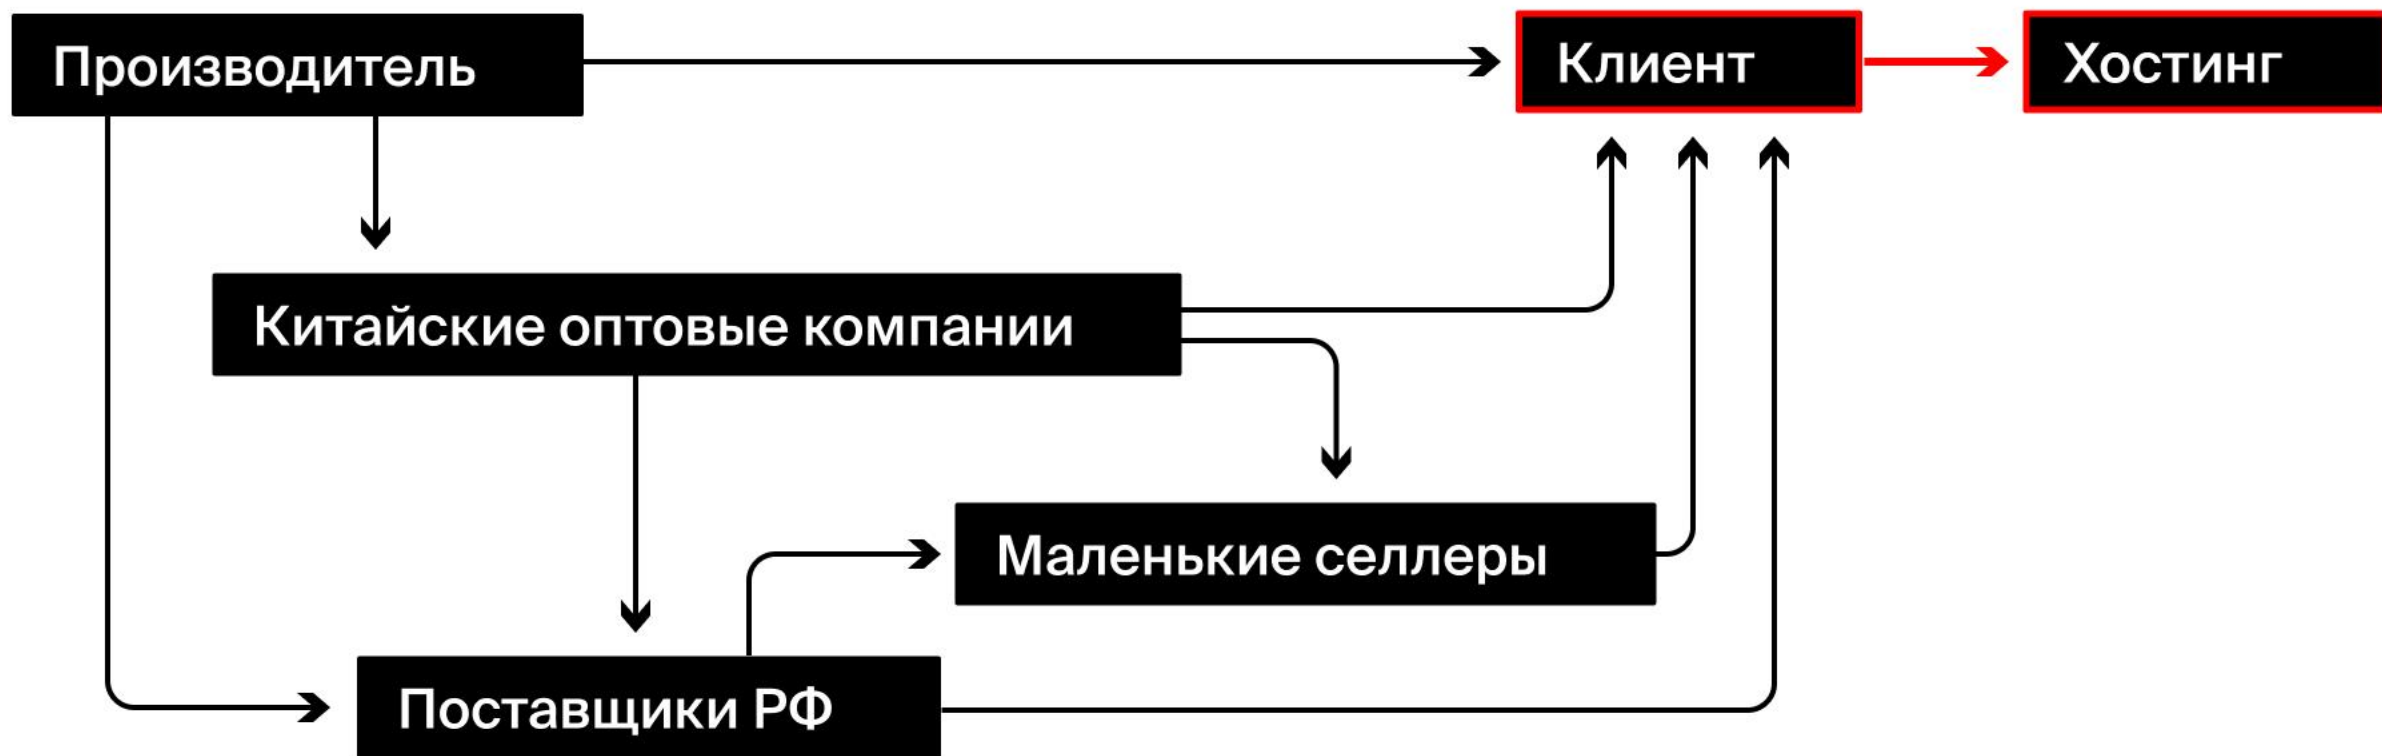 Производитель
Клиент
Хостинг
Китайские оптовые компании
Маленькие селлеры
Поставщики РФ